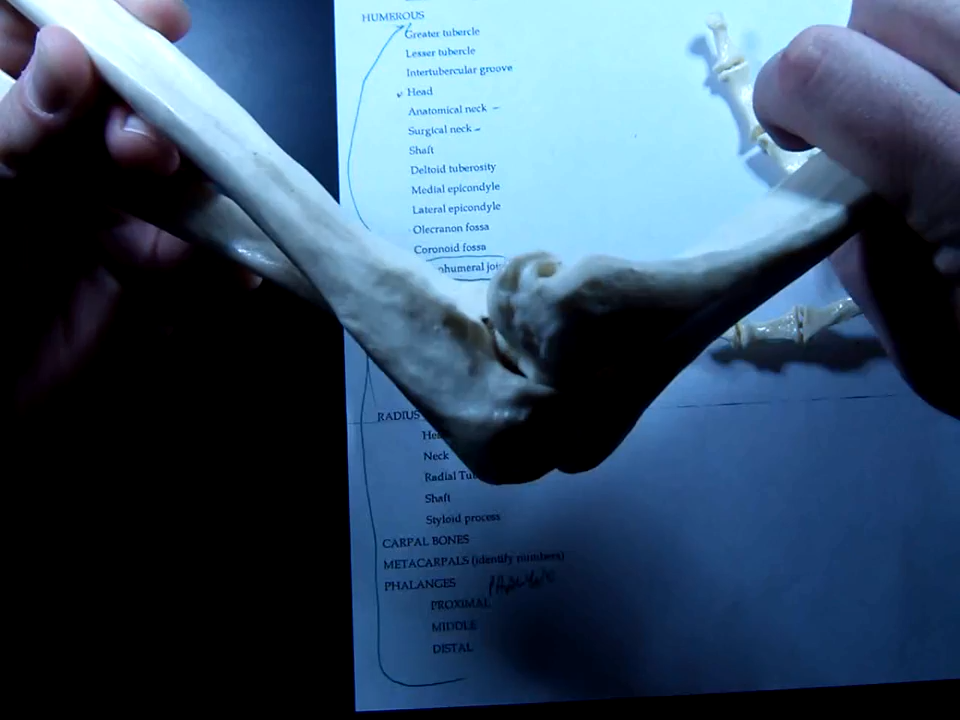 HUMEROUS
Greater tubercle
Lesser tubercle
Intertubercular groove
Head
Anatomical neck –
Surgical neck –
Shaft
Deltoid tuberosity
Medial epicondyle
Lateral epicondyle
Olecranon fossa
Coronoid fossa
RADIUS
Neck
Radial
Shaft
Styloid process
CARPAL BONES
METACARPALS (identify numbers)
PHALANGES
PROXIMAL
MIDDLE
DISTAL